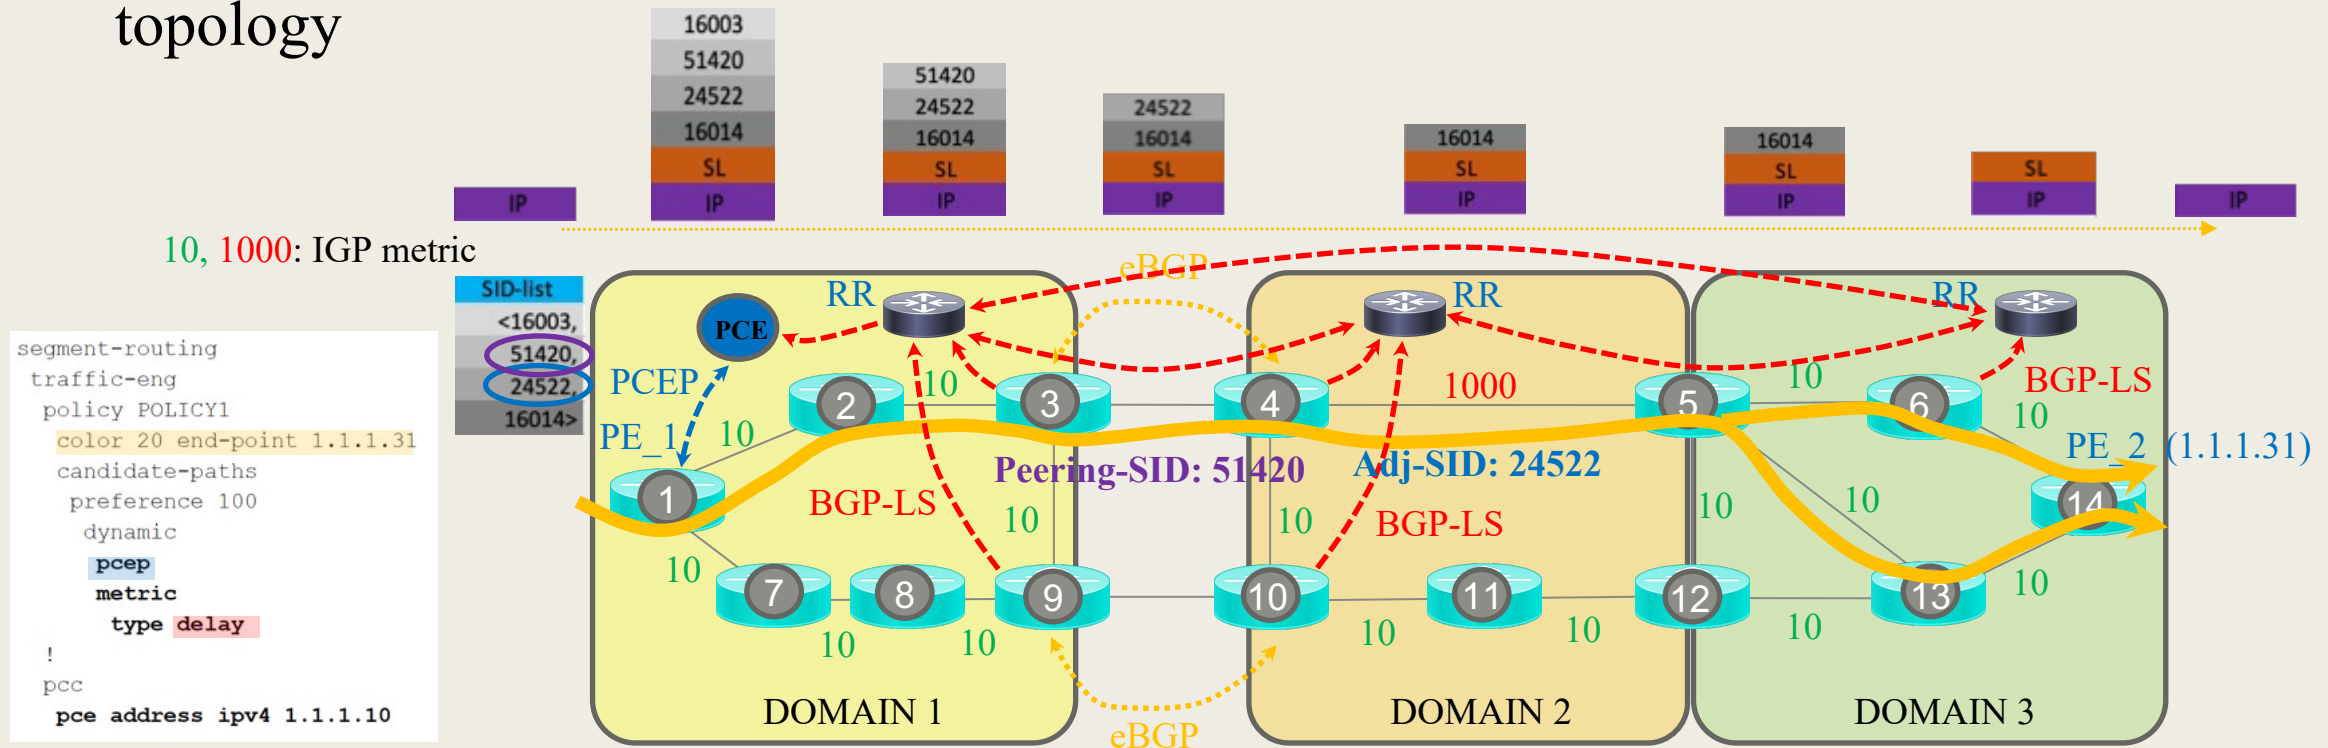 topology
16003
51420
24522
16014
SL
IP
51420
24522
16014
SL
IP
24522
16014
SL
IP
16014
SL
IP
16014
SL
IP
SL
IP
IP
IP
10, 1000: IGP metric
SID-list
<16003,
51420,
24522,
16014>
segment-routing
traffic-eng
policy POLICY1
color 20 end-point 1.1.1.31
candidate-paths
preference 100
dynamic
pcep
metric
type delay
!
pcc
pce address ipv4 1.1.1.10
eBGP
PCE
RR
RR
RR
PCEP
PE_1
10
10
1000
10
BGP-LS
10
PE_2 (1.1.1.31)
1
2
3
4
5
6
14
Peering-SID: 51420
Adj-SID: 24522
BGP-LS
BGP-LS
10
10
10
10
10
7
8
9
10
11
12
13
10
10
10
10
10
10
DOMAIN 1
DOMAIN 2
DOMAIN 3
eBGP